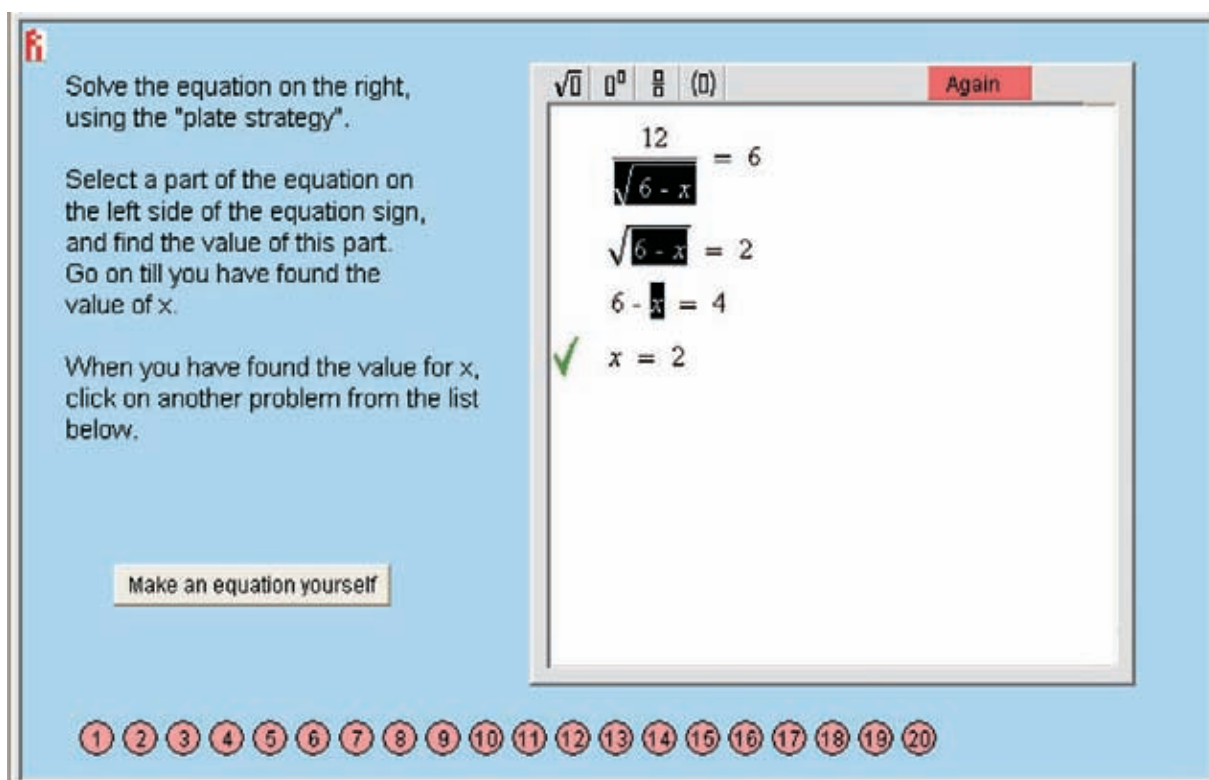 Solve the equation on the right,
using the "plate strategy".
Select a part of the equation on
the left side of the equation sign,
and find the value of this part.
Go on till you have found the
value of x.
When you have found the value for x,
click on another problem from the list
below.
Make an equation yourself
√▯ ▯^▯ ▯/▯ (▯) Again
12/√(6 - x) = 6
√(6 - x) = 2
6 - x = 4
x = 2
1 2 3 4 5 6 7 8 9 10 11 12 13 14 15 16 17 18 19 20